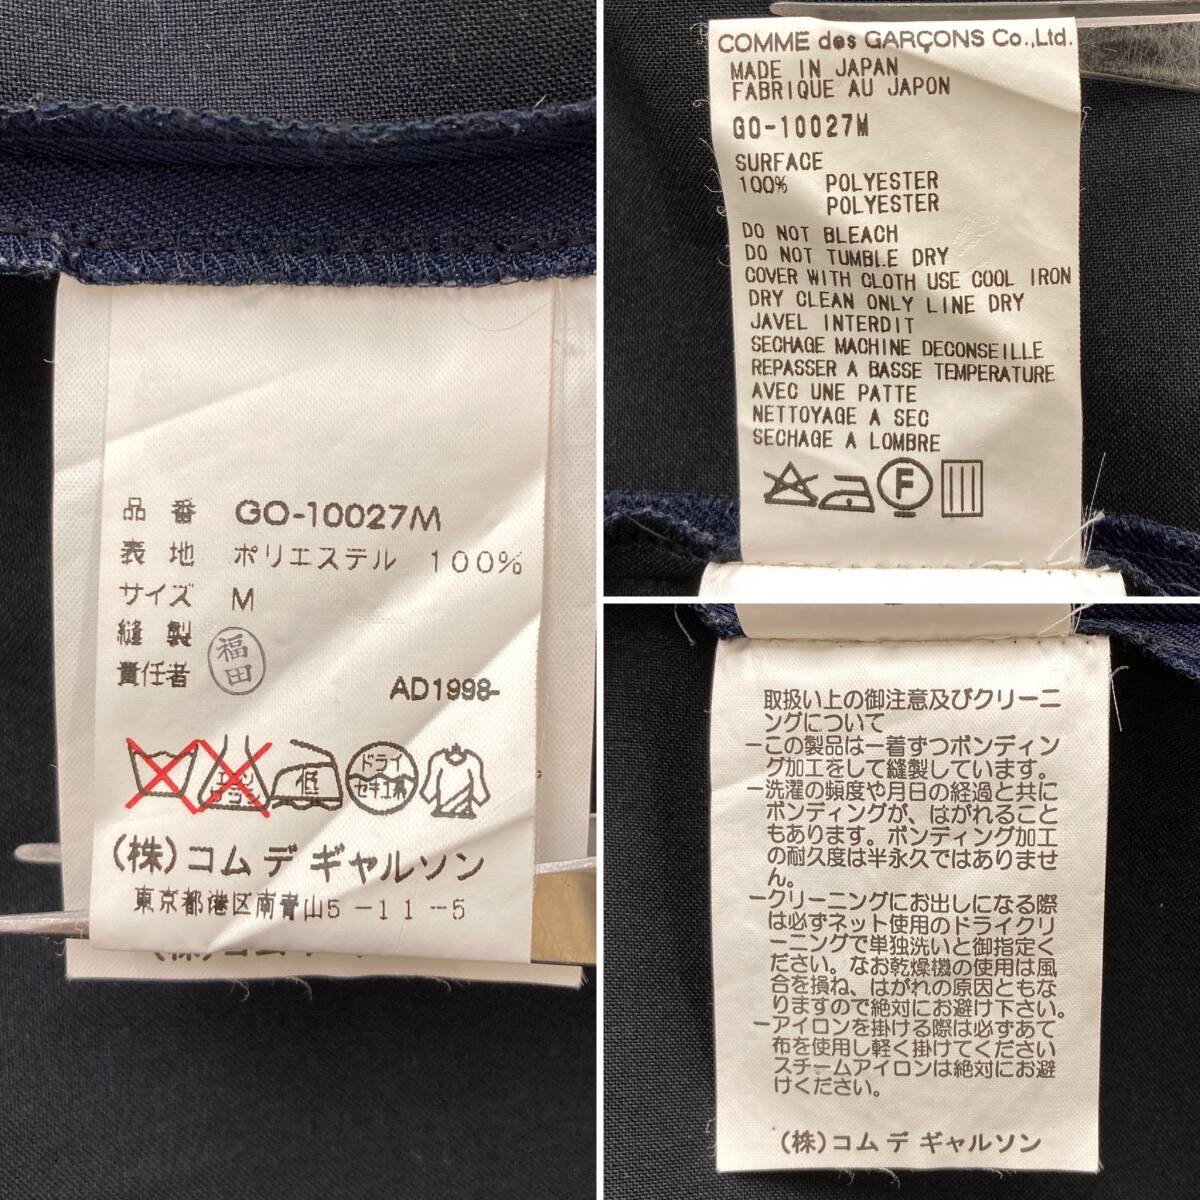 品番 GO-10027M
表地 ポリエステル 100%
サイズ M
縫製
責任者
福田
AD1998-
エンソ
サラシ
低
ドライ
セキユ系
(株)コム デ ギャルソン
東京都港区南青山5-11-5
COMME des GARÇONS Co.,Ltd.
MADE IN JAPAN
FABRIQUE AU JAPON
GO-10027M
SURFACE
100% POLYESTER
POLYESTER
DO NOT BLEACH
DO NOT TUMBLE DRY
COVER WITH CLOTH USE COOL IRON
DRY CLEAN ONLY LINE DRY
JAVEL INTERDIT
SECHAGE MACHINE DECONSEILLE
REPASSER A BASSE TEMPERATURE
AVEC UNE PATTE
NETTOYAGE A SEC
SECHAGE A LOMBRE
F
取扱い上の御注意及びクリーニ
ングについて
−この製品は一着ずつボンディン
グ加工をして縫製しています。
−洗濯の頻度や月日の経過と共に
ボンディングが、はがれること
もあります。ボンディング加工
の耐久度は半永久ではありませ
ん。
−クリーニングにお出しになる際
は必ずネット使用のドライクリ
ーニングで単独洗いと御指定く
ださい。なお乾燥機の使用は風
合を損ね、はがれの原因ともな
りますので絶対にお避け下さい。
−アイロンを掛ける際は必ずあて
布を使用し軽く掛けてください
スチームアイロンは絶対にお避
けください。
(株)コム デ ギャルソン